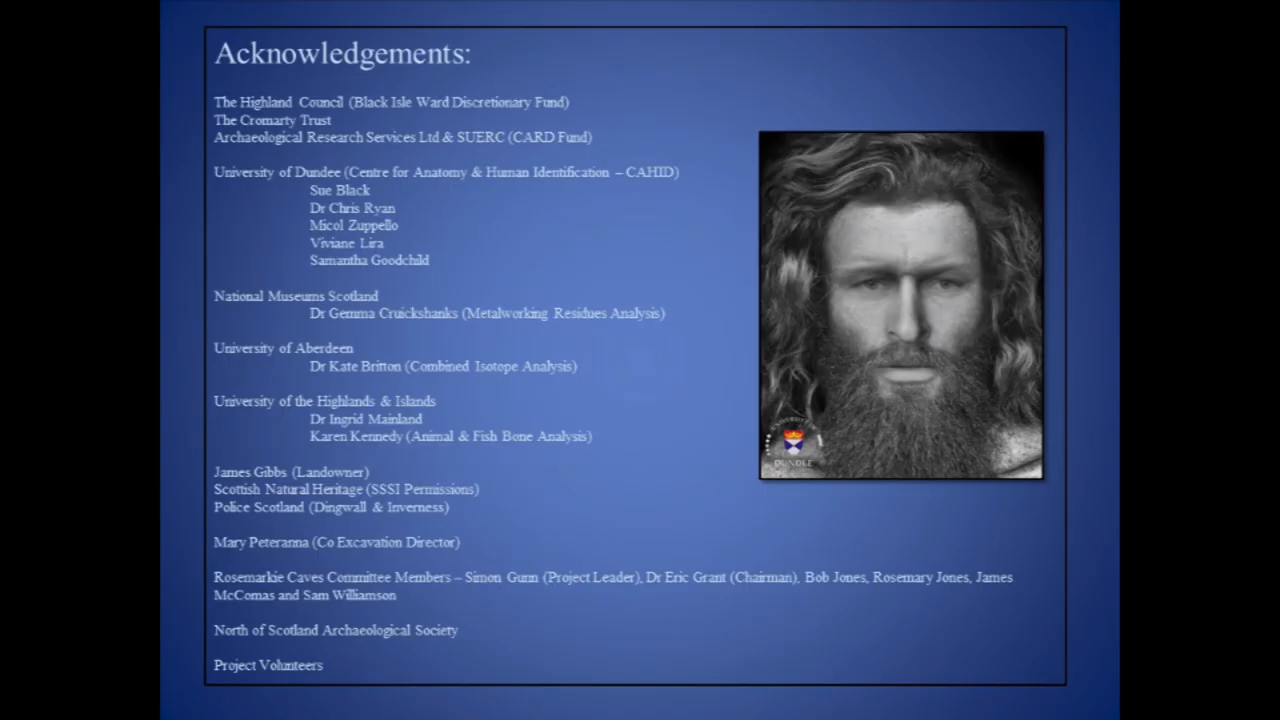 Acknowledgements:
The Highland Council (Black Isle Ward Discretionary Fund)
The Cromarty Trust
Archaeological Research Services Ltd & SUERC (CARD Fund)
University of Dundee (Centre for Anatomy & Human Identification – CAHID)
Sue Black
Dr Chris Ryan
Micol Zuppello
Viviane Lira
Samantha Goodchild
National Museums Scotland
Dr Gemma Cruickshanks (Metalworking Residues Analysis)
University of Aberdeen
Dr Kate Britton (Combined Isotope Analysis)
University of the Highlands & Islands
Dr Ingrid Mainland
Karen Kennedy (Animal & Fish Bone Analysis)
James Gibbs (Landowner)
Scottish Natural Heritage (SSSI Permissions)
Police Scotland (Dingwall & Inverness)
Mary Peteranna (Co Excavation Director)
Rosemarkie Caves Committee Members – Simon Gunn (Project Leader), Dr Eric Grant (Chairman), Bob Jones, Rosemary Jones, James
McComas and Sam Williamson
North of Scotland Archaeological Society
Project Volunteers
DUNDEE